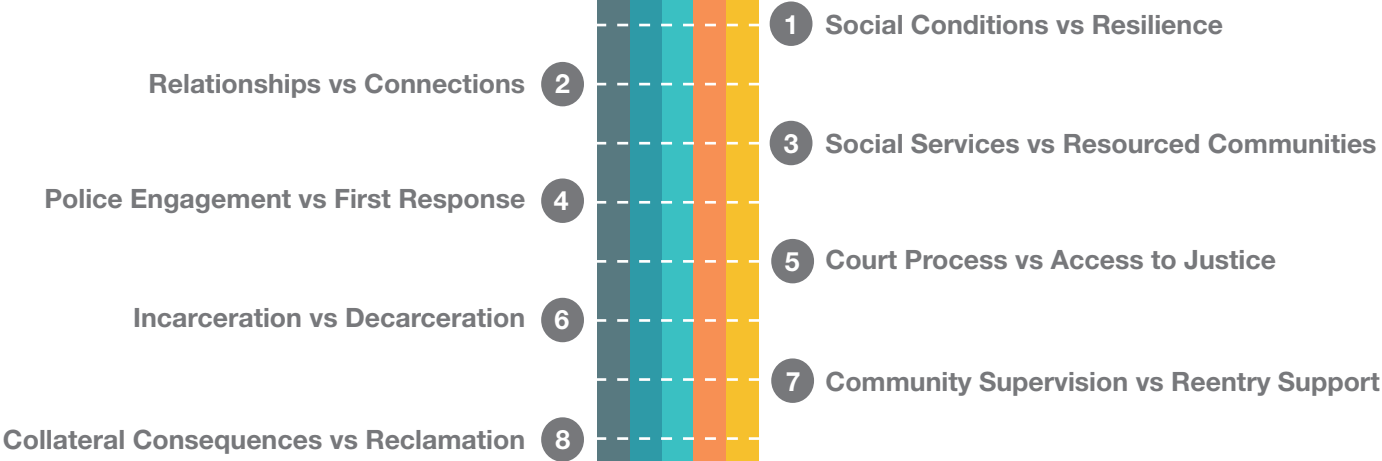 1 Social Conditions vs Resilience
Relationships vs Connections 2
3 Social Services vs Resourced Communities
Police Engagement vs First Response 4
5 Court Process vs Access to Justice
Incarceration vs Decarceration 6
7 Community Supervision vs Reentry Support
Collateral Consequences vs Reclamation 8